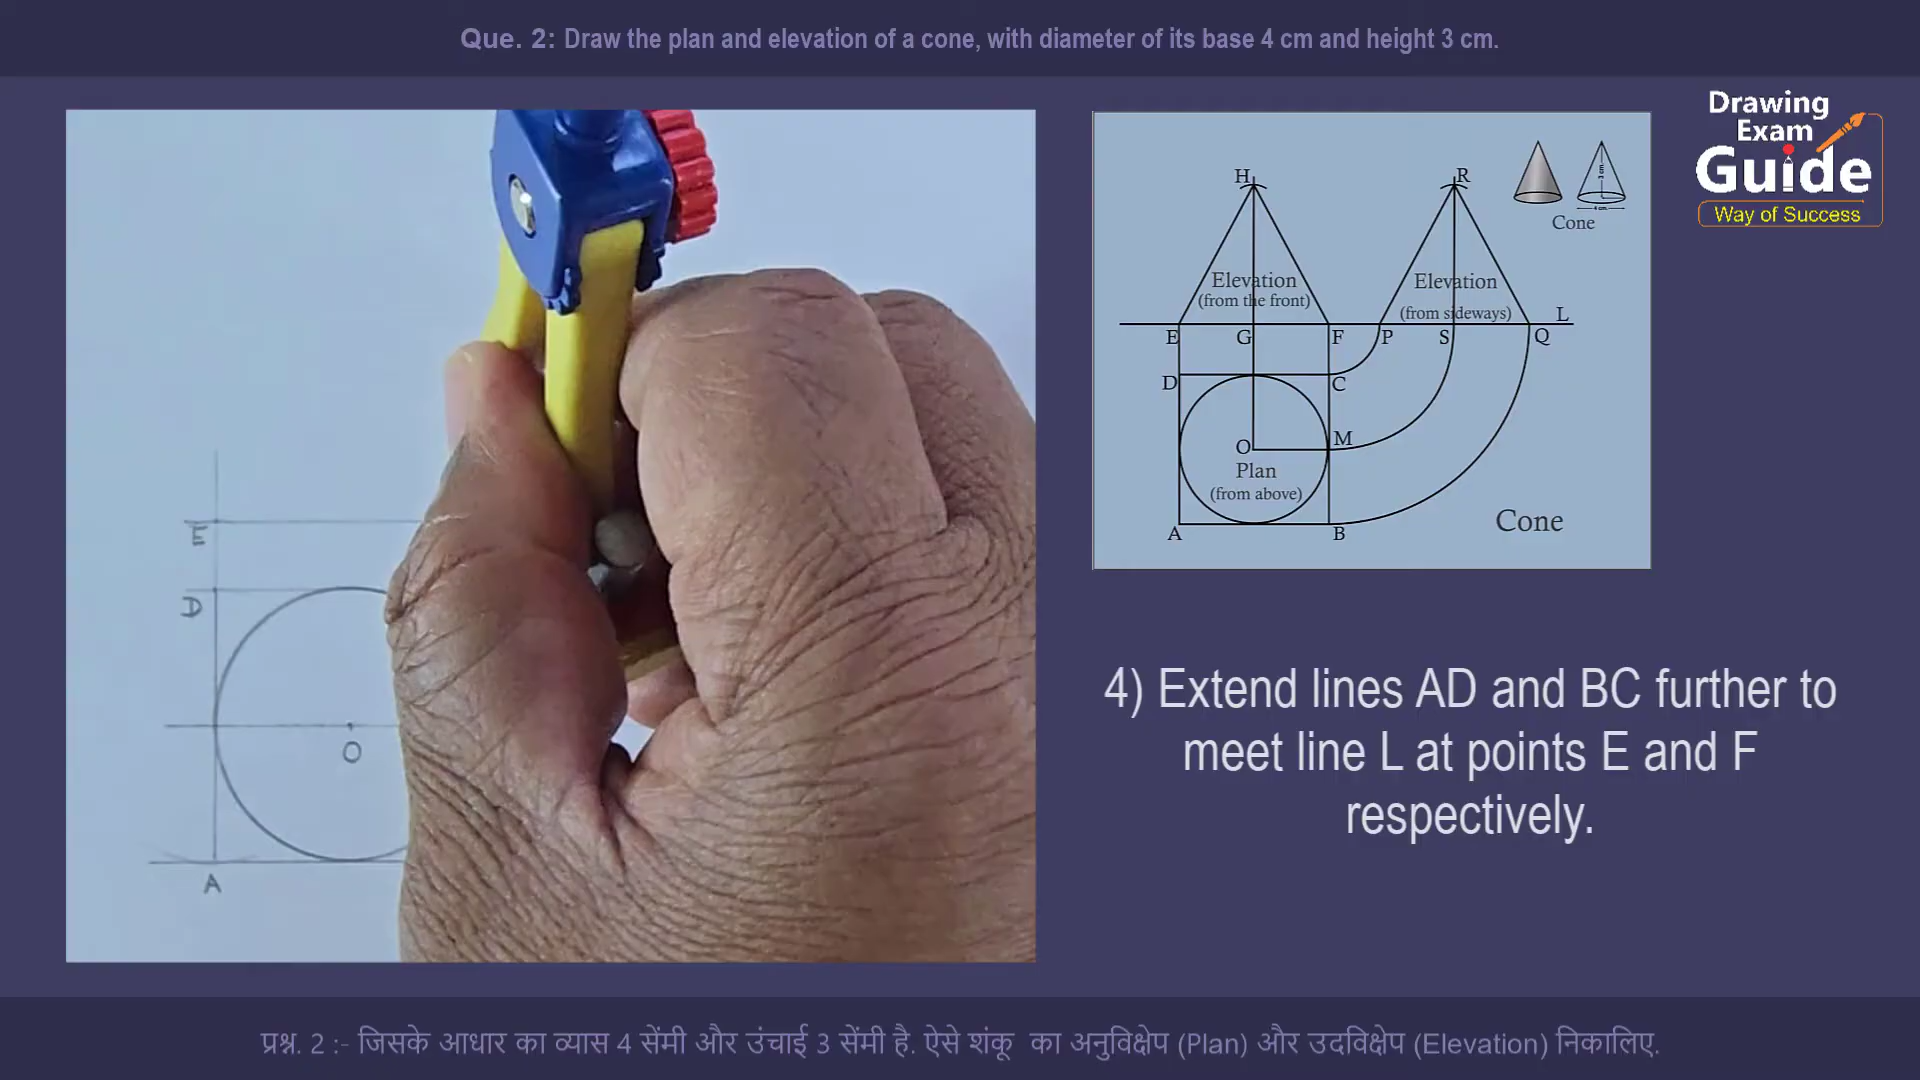 Que. 2: Draw the plan and elevation of a cone, with diameter of its base 4 cm and height 3 cm.
Drawing
Exam
Guide
Way of Success
H
R
Cone
Elevation
(from the front)
Elevation
(from sideways)
L
E
G
F
P
S
Q
D
C
O
M
Plan
(from above)
Cone
A
B
E
D
O
A
4) Extend lines AD and BC further to
meet line L at points E and F
respectively.
प्रश्न. 2 :- जिसके आधार का व्यास 4 सेंमी और उंचाई 3 सेंमी है. ऐसे शंकू का अनुविक्षेप (Plan) और उदविक्षेप (Elevation) निकालिए.